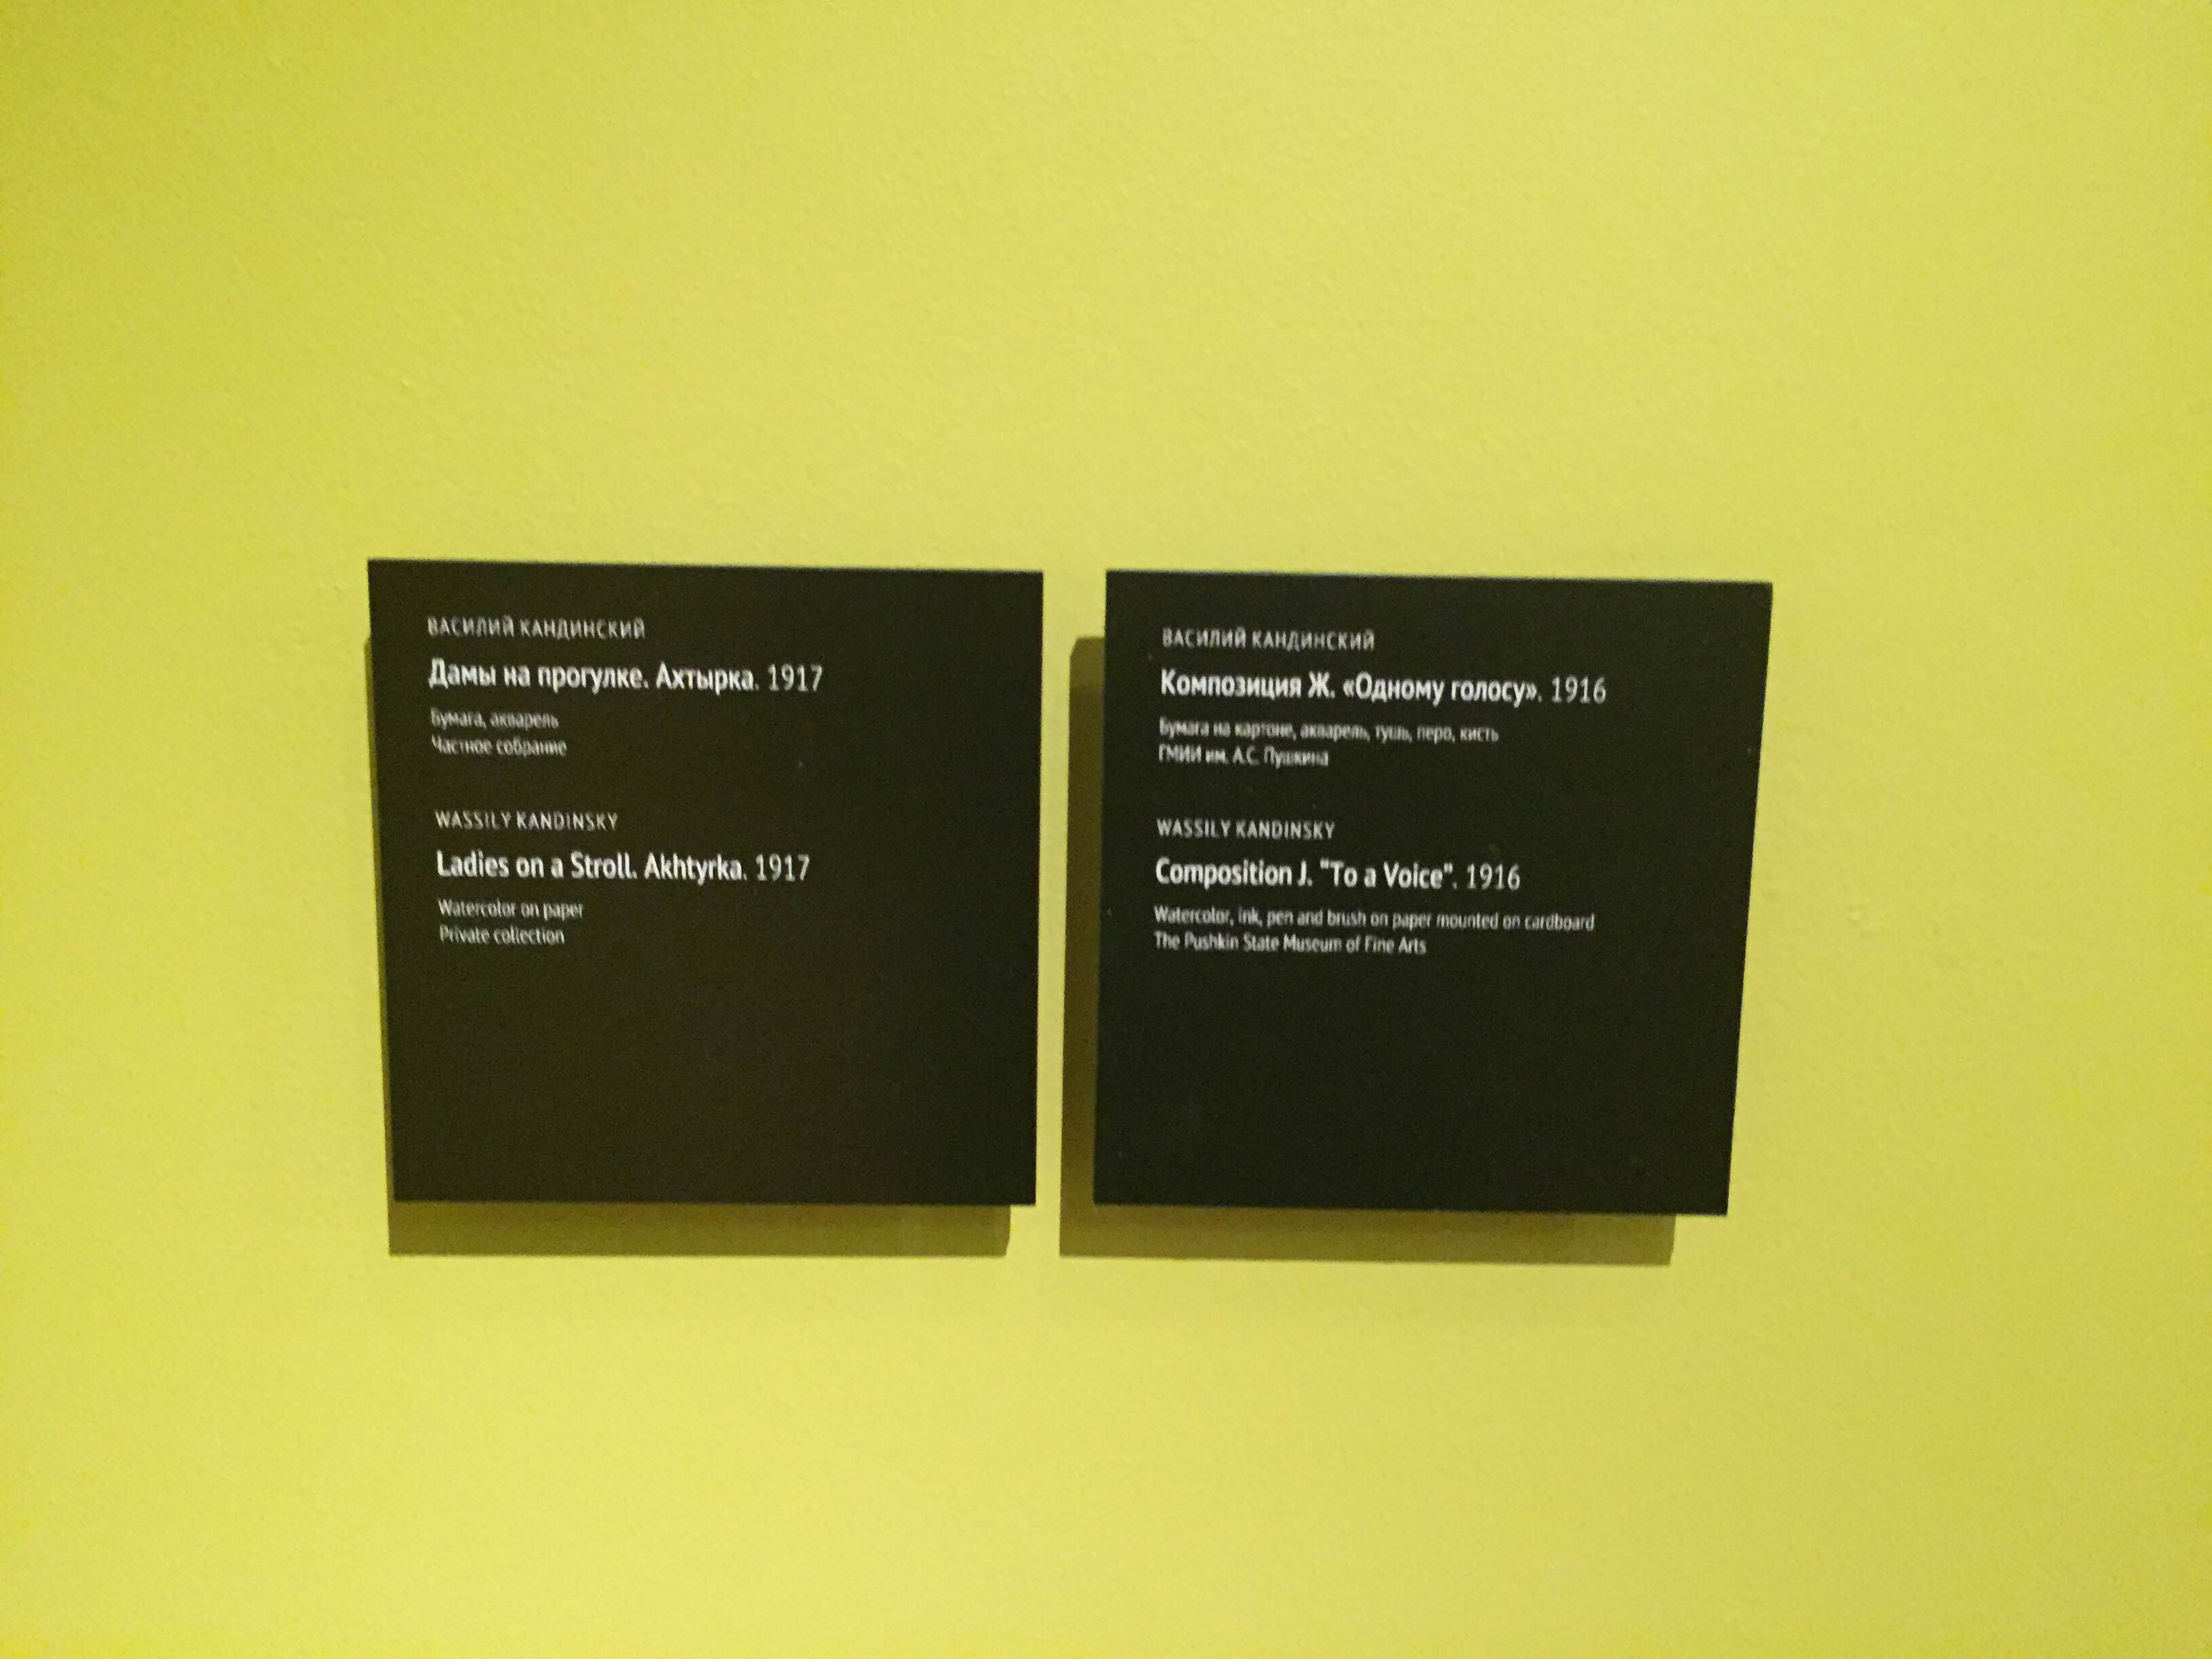 ВАСИЛИЙ КАНДИНСКИЙ
Дамы на прогулке. Ахтырка. 1917
Бумага, акварель
Частное собрание
WASSILY KANDINSKY
Ladies on a Stroll. Akhtyrka. 1917
Watercolor on paper
Private collection
ВАСИЛИЙ КАНДИНСКИЙ
Композиция Ж. «Одному голосу». 1916
Бумага на картоне, акварель, тушь, перо, кисть
ГМИИ им. А.С. Пушкина
WASSILY KANDINSKY
Composition J. "To a Voice". 1916
Watercolor, ink, pen and brush on paper mounted on cardboard
The Pushkin State Museum of Fine Arts